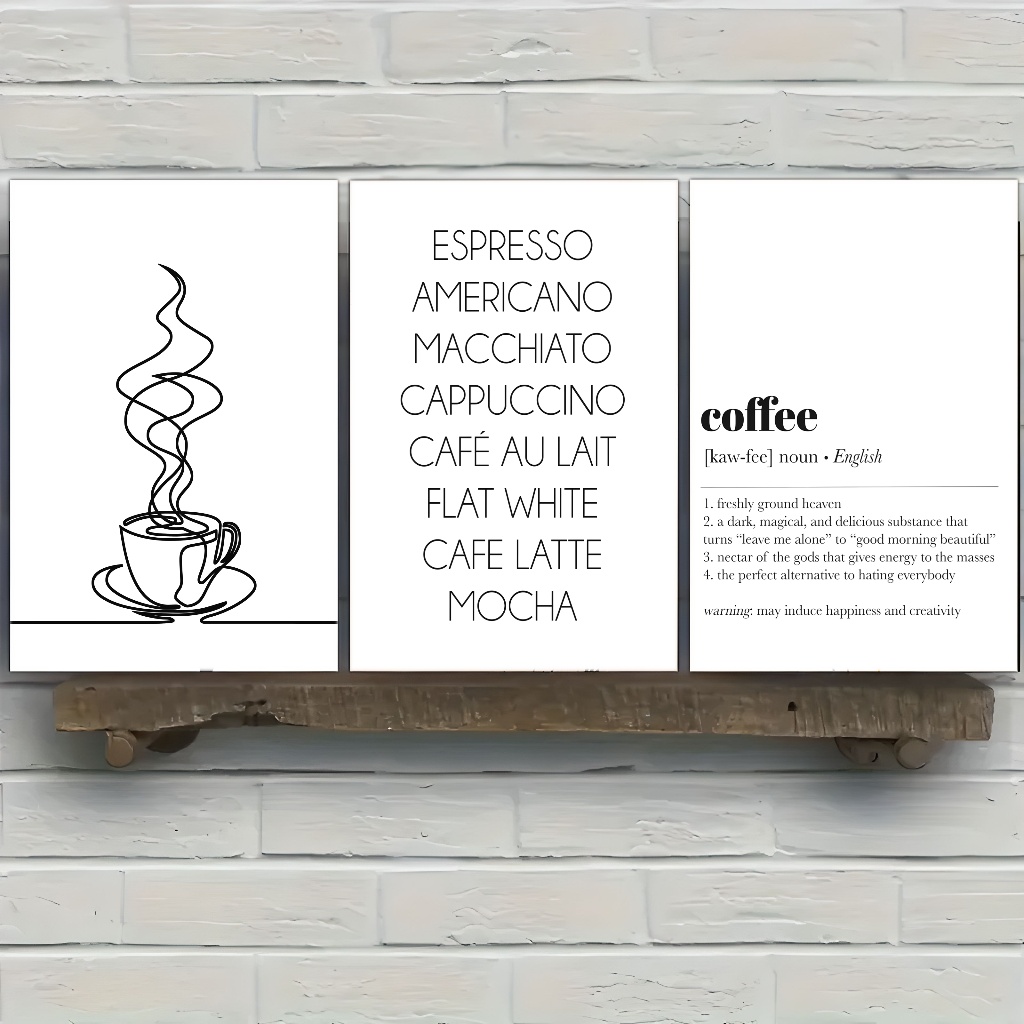 ESPRESSO
AMERICANO
MACCHIATO
CAPPUCCINO
CAFÉ AU LAIT
FLAT WHITE
CAFE LATTE
MOCHA
coffee
[kaw-fee] noun • English
1. freshly ground heaven
2. a dark, magical, and delicious substance that
turns “leave me alone” to “good morning beautiful”
3. nectar of the gods that gives energy to the masses
4. the perfect alternative to hating everybody
warning: may induce happiness and creativity